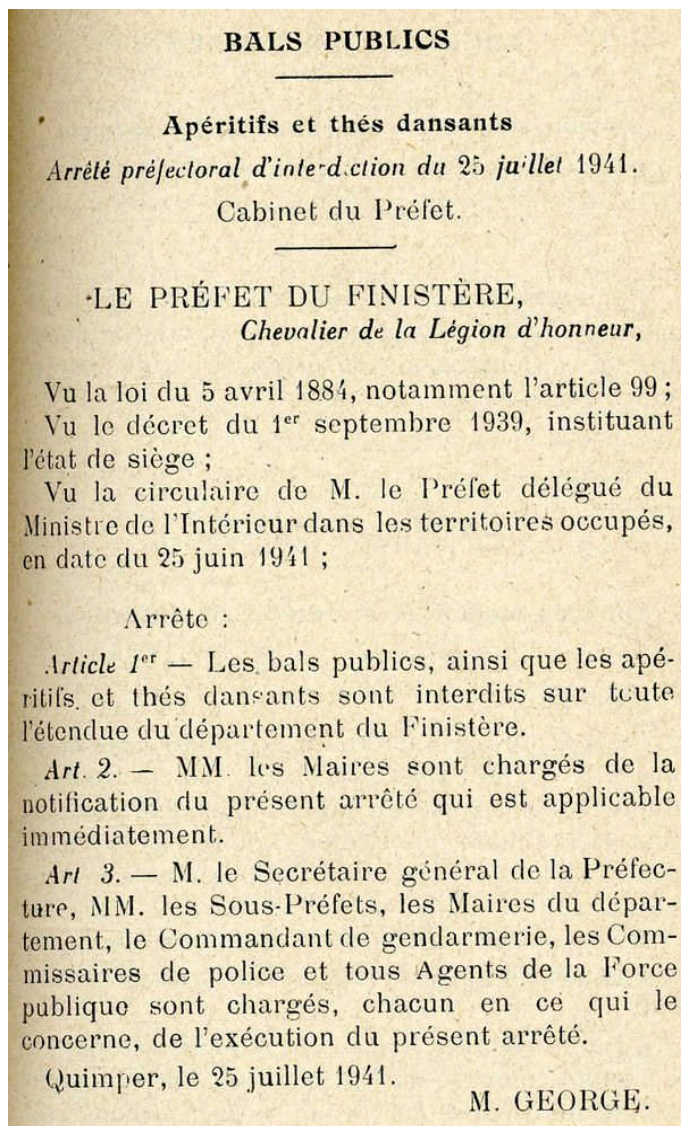 BALS PUBLICS
Apéritifs et thés dansants
Arrêté préfectoral d'interdiction du 25 juillet 1941.
Cabinet du Préfet.
LE PRÉFET DU FINISTÈRE,
Chevalier de la Légion d'honneur,
Vu la loi du 5 avril 1884, notamment l'article 99 ;
Vu le décret du 1er septembre 1939, instituant
l'état de siège ;
Vu la circulaire de M. le Préfet délégué du
Ministre de l'Intérieur dans les territoires occupés,
en date du 25 juin 1941 ;
Arrête :
Article 1er — Les bals publics, ainsi que les apé-
ritifs et thés dansants sont interdits sur toute
l'étendue du département du Finistère.
Art. 2. — MM. les Maires sont chargés de la
notification du présent arrêté qui est applicable
immédiatement.
Art 3. — M. le Secrétaire général de la Préfec-
ture, MM. les Sous-Préfets, les Maires du dépar-
tement, le Commandant de gendarmerie, les Com-
missaires de police et tous Agents de la Force
publique sont chargés, chacun en ce qui le
concerne, de l'exécution du présent arrêté.
Quimper, le 25 juillet 1941.
M. GEORGE.